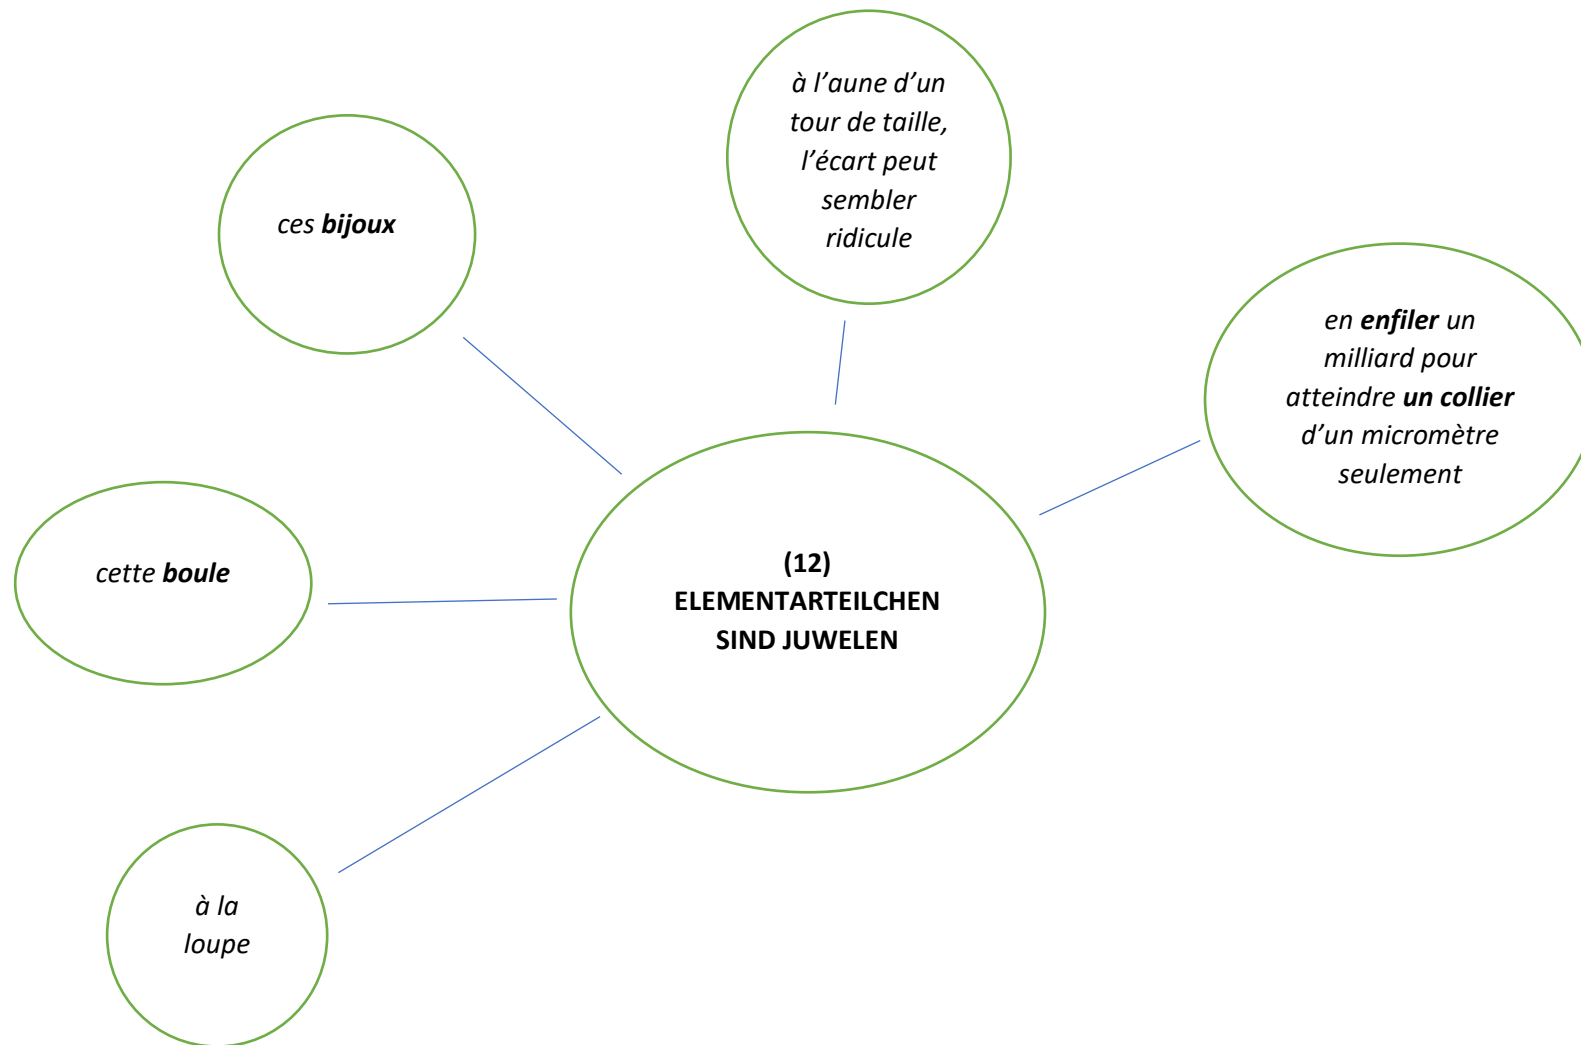 à l’aune d’un
tour de taille,
l’écart peut
sembler
ridicule
ces bijoux
en enfiler un
milliard pour
atteindre un collier
d’un micromètre
seulement
cette boule
(12)
ELEMENTARTEILCHEN
SIND JUWELEN
à la
loupe